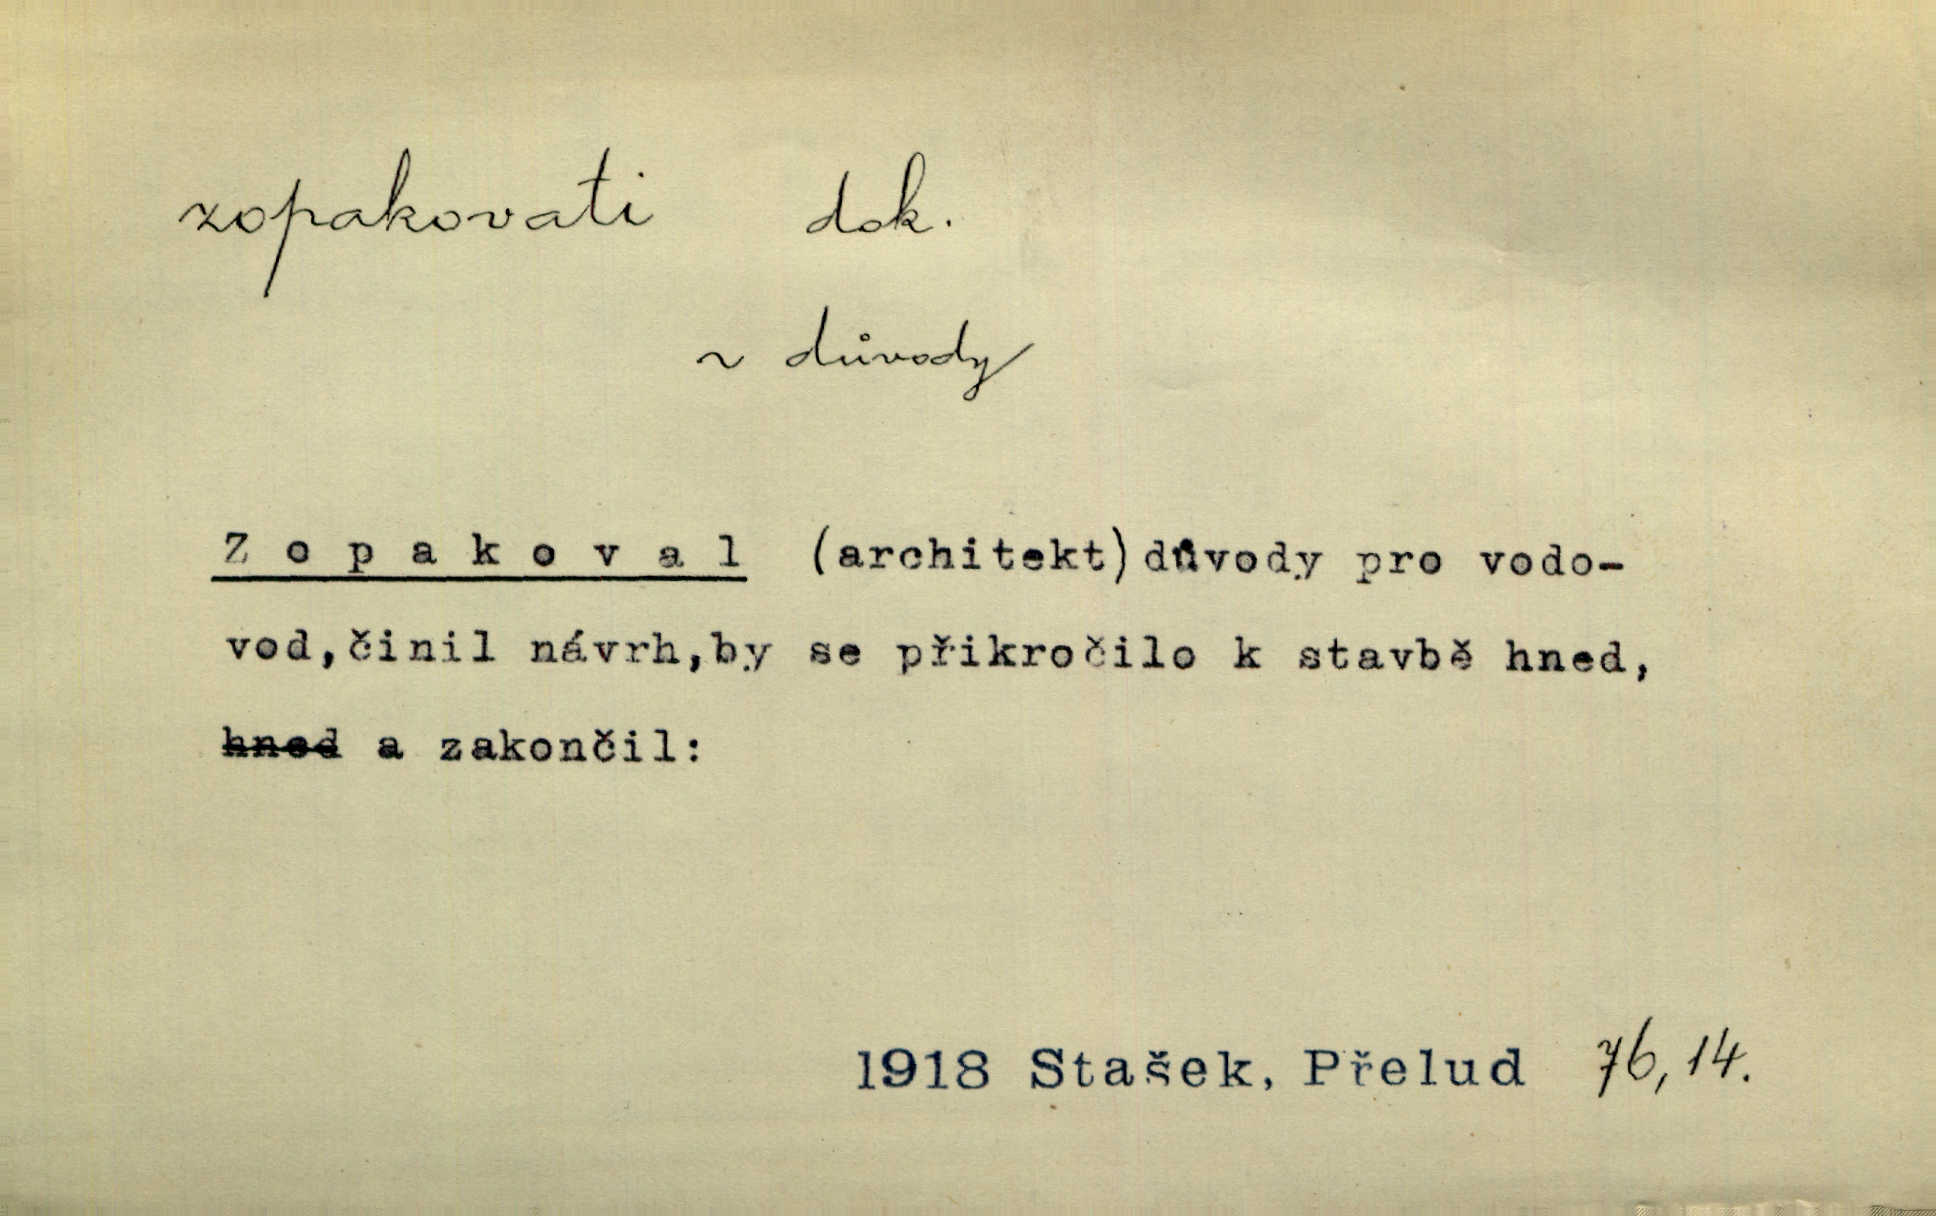 zopakovati dok.
~ důvody
Z o p a k o v a l (architekt) důvody pro vodo-
vod, činil návrh, by se přikročilo k stavbě hned,
hned a zakončil:
1918 Stašek, Přelud 76, 14.